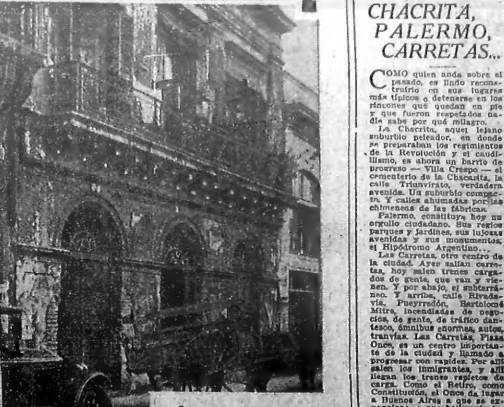 CHACRITA,
PALERMO,
CARRETAS...
COMO quien anda sobre el
pasado, es lindo recons-
truirlo en sus lugares
más típicos o detenerse en los
rincones que quedan en pie
y que fueron respetados na-
die sabe por qué milagro.
La Chacrita, aquel lejano
suburbio peleador, en donde
se preparaban los regimientos
de la Revolución y el caudi-
llismo, es ahora un barrio de
progreso — Villa Crespo — el
cementerio de la Chacarita, la
calle Triunvirato, verdadera
avenida. Un suburbio compac-
to. Y calles ahumadas por las
chimeneas de las fábricas.
Palermo, constituye hoy un
orgullo ciudadano. Sus regios
parques y jardines, sus lujosas
avenidas y sus monumentos,
el Hipódromo Argentino...
Las Carretas, otro centro de
la ciudad. Ayer salían carre-
tas, hoy salen trenes carga-
dos de gente, que van y vie-
nen. Y por abajo, el subterrá-
neo. Y arriba, calle Rivada-
via, Pueyrredón, Bartolomé
Mitre, incendiadas de nego-
cios, de gente, de tráfico dan-
tesco, ómnibus enormes, autos,
tranvías. Las Carretas, Plaza
Once, es un centro importan-
te de la ciudad y llamado a
progresar con rapidez. Por allí
salen los inmigrantes, y allí
llegan los trenes repletos de
carga. Como el Retiro, como
Constitución, el Once da lugar
a Buenos Aires a que se ex-